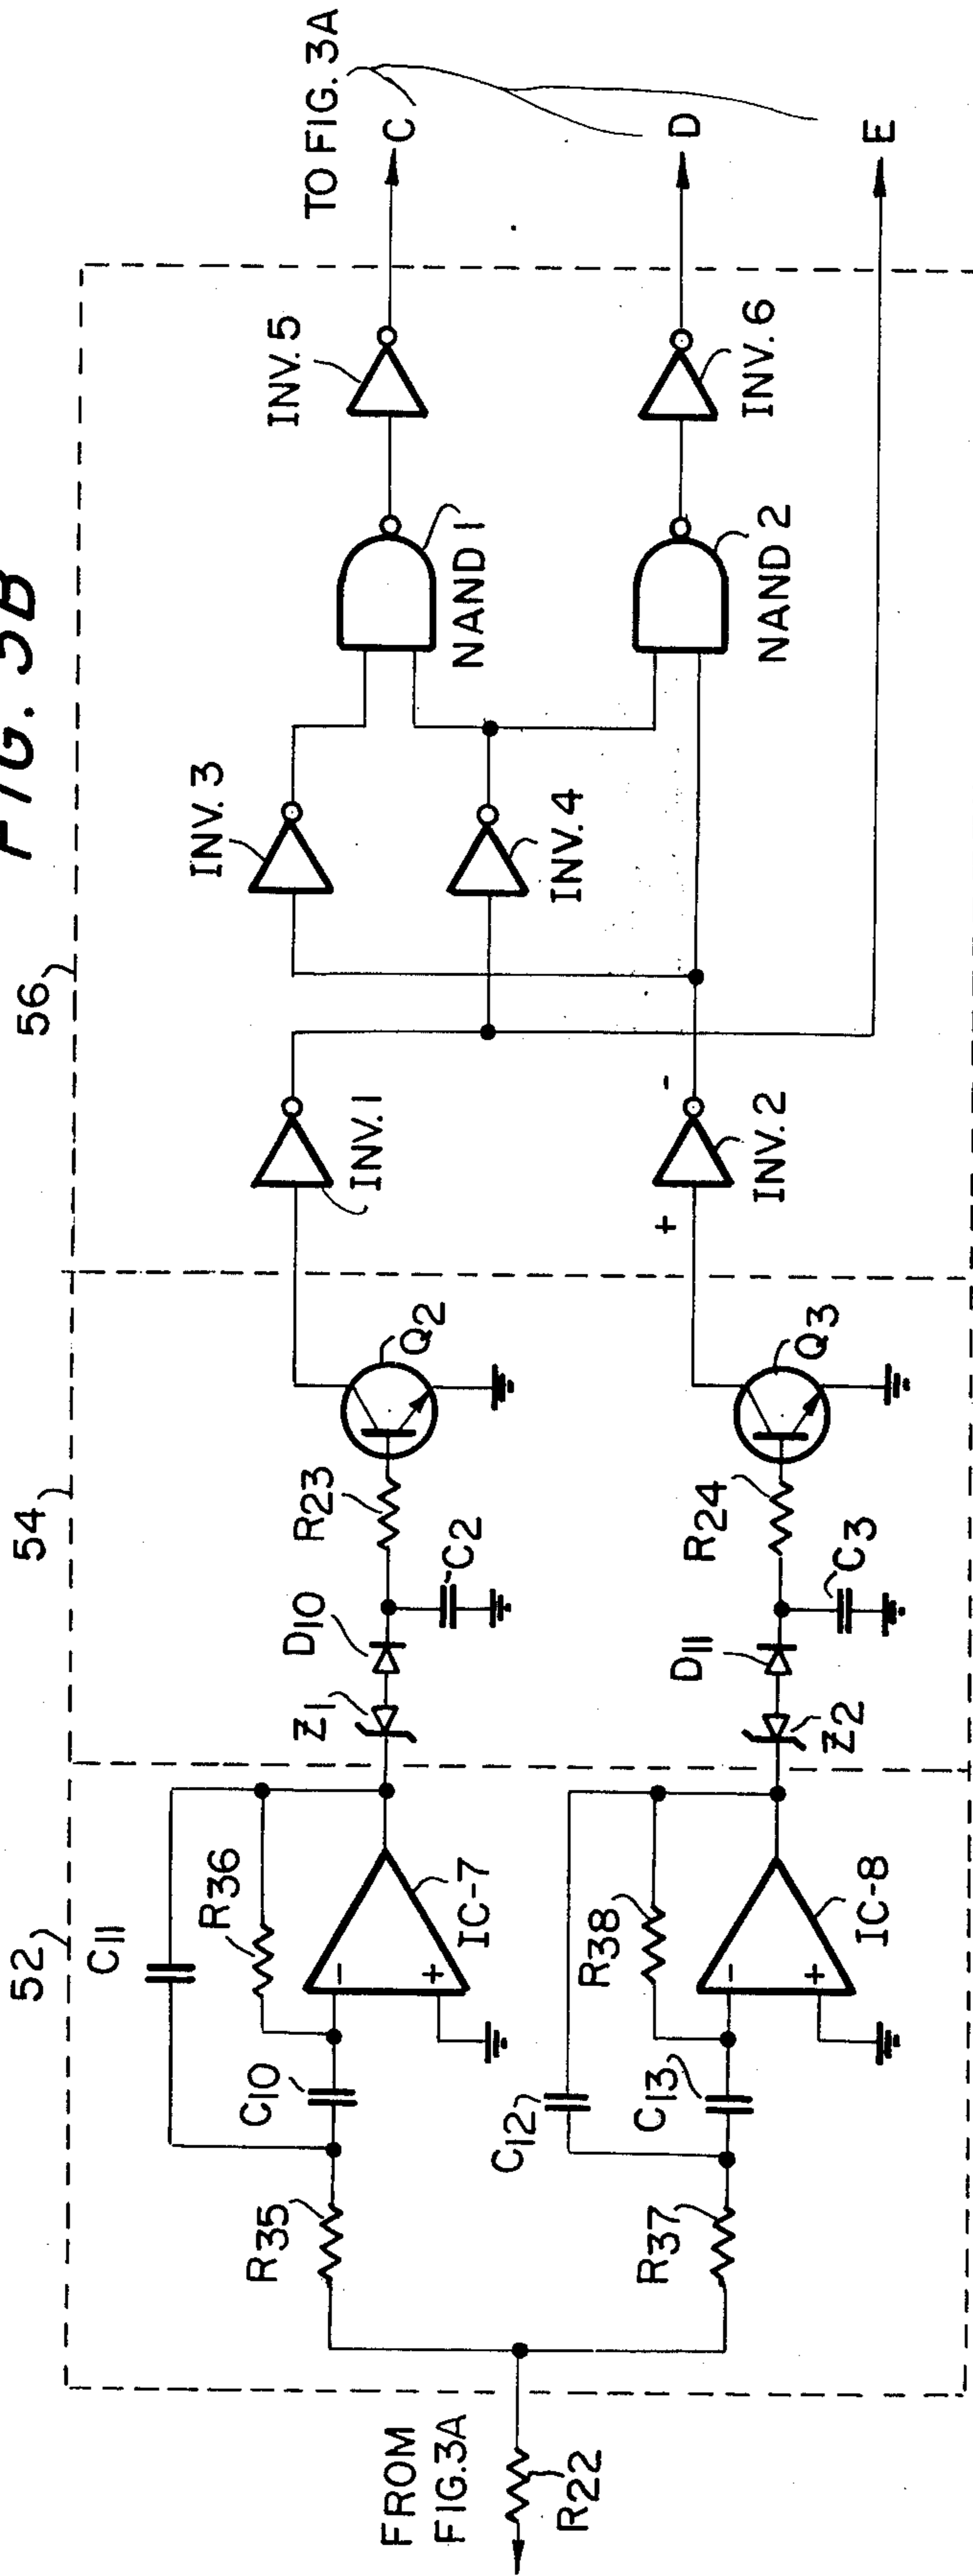 FIG. 3B
52
54
56
FROM
FIG.3A
R22
R35
C10
C11
R36
-
+
IC-7
R37
C12
C13
R38
-
+
IC-8
Z1
D10
C2
R23
Q2
Z2
D11
C3
R24
Q3
INV.1
+
-
INV. 2
INV. 3
INV. 4
NAND 1
NAND 2
INV. 5
INV. 6
TO FIG. 3A
C
D
E